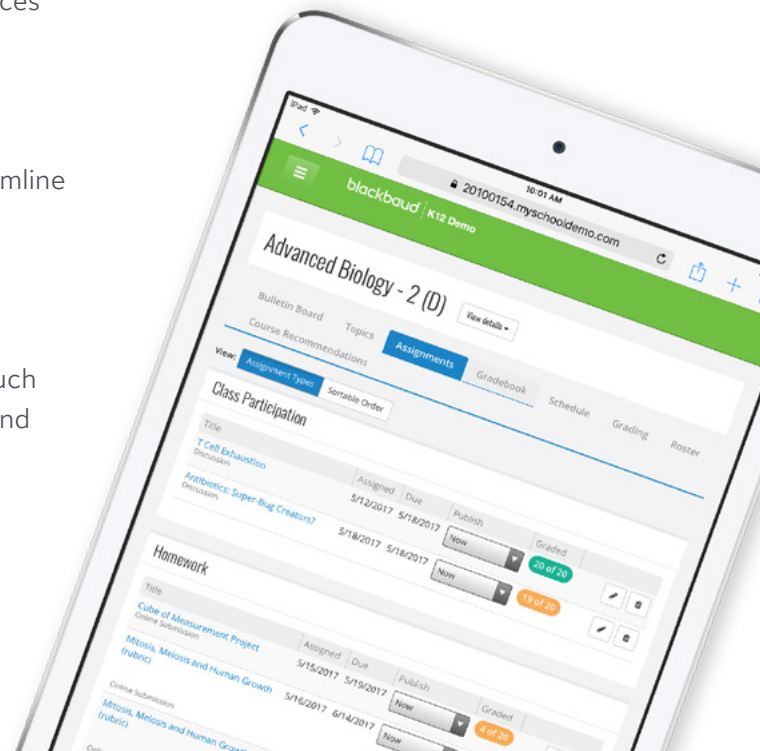 ces
mline
uch
nd
iPad
10:01 AM
20100154.myschooldemo.com
blackbaud K12 Demo
Advanced Biology - 2 (D) View details
Bulletin Board Topics Assignments Gradebook Schedule Grading Roster
Course Recommendations
View: Assignment Types Sortable Order
Class Participation
Title Assigned Due Publish Graded
T Cell Exhaustion 5/12/2017 5/18/2017 Now 20 of 20
Discussion
Antibiotics: Super-Bug Creators? 5/18/2017 5/18/2017 Now 19 of 20
Discussion
Homework
Title Assigned Due Publish Graded
Cube of Measurement Project 5/15/2017 5/19/2017 Now 4 of 20
Online Submission
Mitosis, Meiosis and Human Growth 5/16/2017 6/14/2017 Now
(rubric)
Online Submission
Mitosis, Meiosis and Human
(rubric)